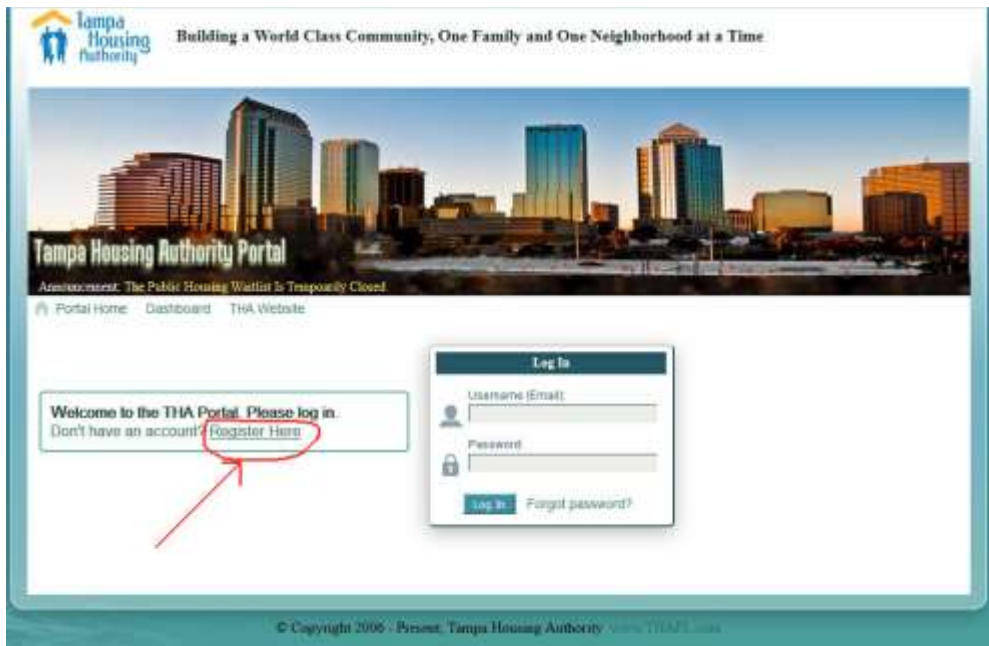 Tampa
Housing
Authority
Building a World Class Community, One Family and One Neighborhood at a Time
Tampa Housing Authority Portal
Announcement: The Public Housing Waitlist Is Temporarily Closed
Portal Home Dashboard THA Website
Welcome to the THA Portal. Please log in.
Don't have an account? Register Here
Log In
Username (Email):
Password
Log In Forgot password?
© Copyright 2006 - Present, Tampa Housing Authority